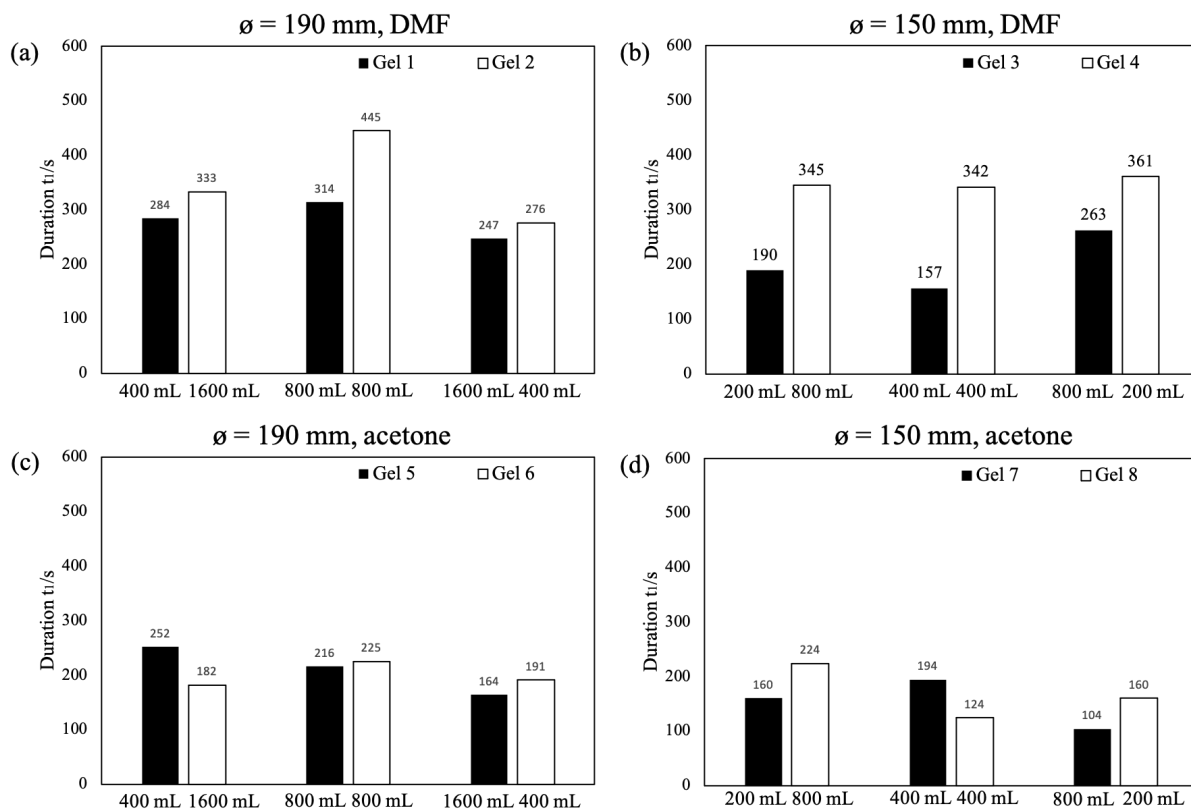 ø = 190 mm, DMF
(a)
Gel 1 Gel 2
Duration t1/s
600
500
400
300
200
100
0
284 333 314 445 247 276
400 mL 1600 mL 800 mL 800 mL 1600 mL 400 mL
ø = 150 mm, DMF
(b)
Gel 3 Gel 4
Duration t1/s
600
500
400
300
200
100
0
190 345 157 342 263 361
200 mL 800 mL 400 mL 400 mL 800 mL 200 mL
ø = 190 mm, acetone
(c)
Gel 5 Gel 6
Duration t1/s
600
500
400
300
200
100
0
252 182 216 225 164 191
400 mL 1600 mL 800 mL 800 mL 1600 mL 400 mL
ø = 150 mm, acetone
(d)
Gel 7 Gel 8
Duration t1/s
600
500
400
300
200
100
0
160 224 194 124 104 160
200 mL 800 mL 400 mL 400 mL 800 mL 200 mL